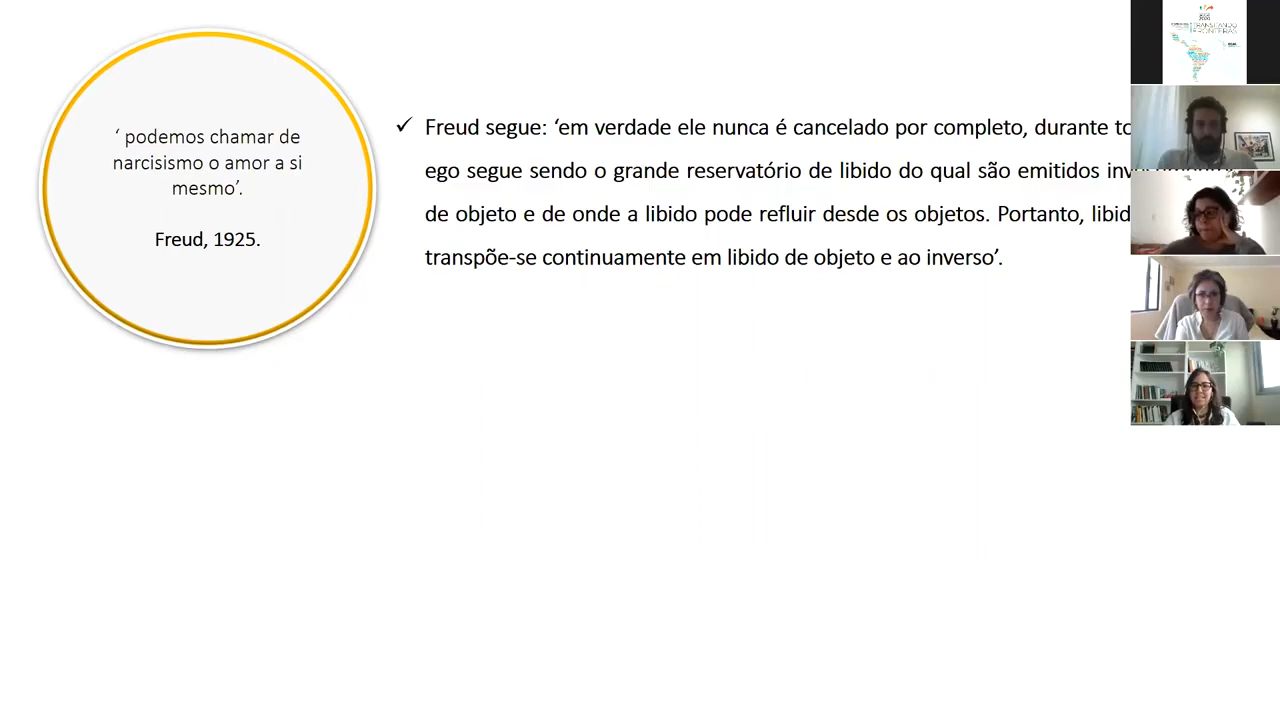 ‘ podemos chamar de
narcisismo o amor a si
mesmo’.
Freud, 1925.
✓ Freud segue: ‘em verdade ele nunca é cancelado por completo, durante
ego segue sendo o grande reservatório de libido do qual são emitidos
de objeto e de onde a libido pode refluir desde os objetos. Portanto,
transpõe-se continuamente em libido de objeto e ao inverso’.
TRANSITANDO
FRONTEIRAS